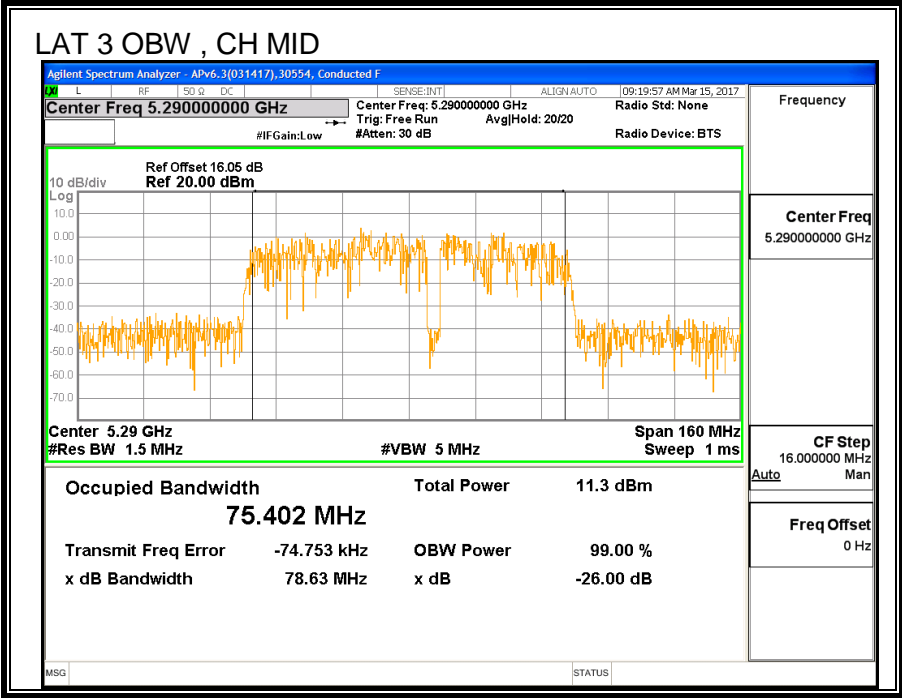 LAT 3 OBW , CH MID
Agilent Spectrum Analyzer - APv6.3(031417),30554, Conducted F
LXI L RF 50 Ω DC SENSE:INT ALIGN AUTO 09:19:57 AM Mar 15, 2017
Center Freq 5.290000000 GHz
Center Freq: 5.290000000 GHz
Radio Std: None
Trig: Free Run Avg|Hold: 20/20
#IFGain:Low
#Atten: 30 dB
Radio Device: BTS
Frequency
Ref Offset 16.05 dB
10 dB/div Ref 20.00 dBm
Log
10.0
0.00
-10.0
-20.0
-30.0
-40.0
-50.0
-60.0
-70.0
Center 5.29 GHz
Span 160 MHz
#Res BW 1.5 MHz
#VBW 5 MHz
Sweep 1 ms
Center Freq
5.290000000 GHz
CF Step
16.000000 MHz
Auto Man
Freq Offset
0 Hz
Occupied Bandwidth
75.402 MHz
Total Power 11.3 dBm
Transmit Freq Error -74.753 kHz
OBW Power 99.00 %
x dB Bandwidth 78.63 MHz
x dB -26.00 dB
MSG
STATUS